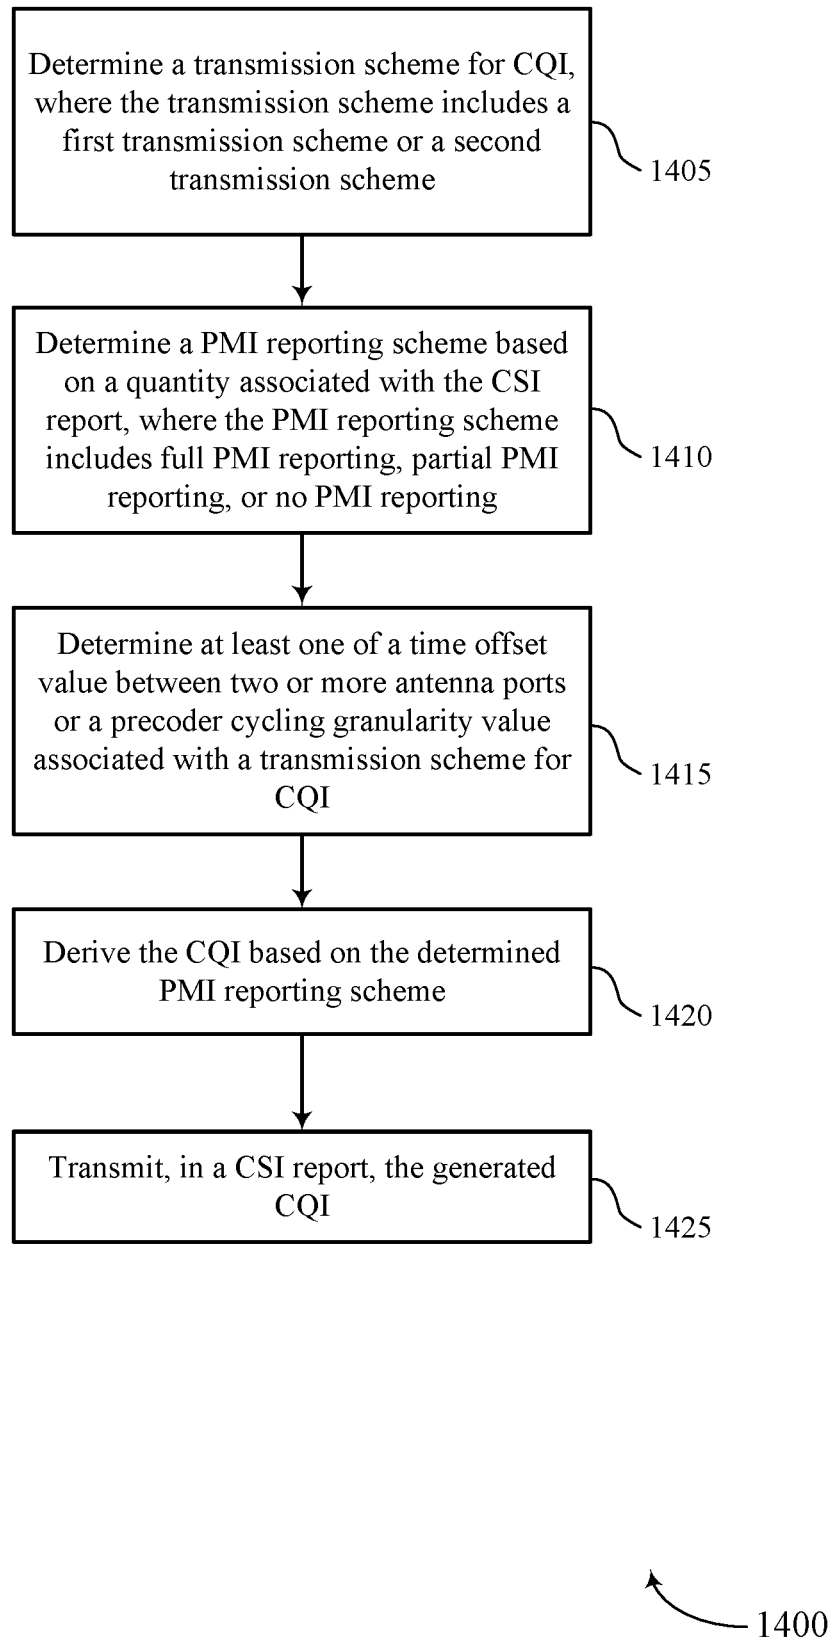 Determine a transmission scheme for CQI,
where the transmission scheme includes a
first transmission scheme or a second
transmission scheme
1405
Determine a PMI reporting scheme based
on a quantity associated with the CSI
report, where the PMI reporting scheme
includes full PMI reporting, partial PMI
reporting, or no PMI reporting
1410
Determine at least one of a time offset
value between two or more antenna ports
or a precoder cycling granularity value
associated with a transmission scheme for
CQI
1415
Derive the CQI based on the determined
PMI reporting scheme
1420
Transmit, in a CSI report, the generated
CQI
1425
1400